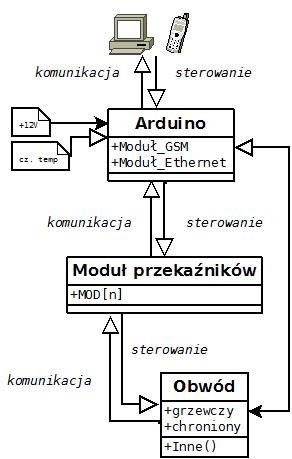 komunikacja
sterowanie
+12V
cz. temp
Arduino
+Moduł_GSM
+Moduł_Ethernet
komunikacja
sterowanie
Moduł przekaźników
+MOD[n]
sterowanie
komunikacja
Obwód
+grzewczy
+chroniony
+Inne()